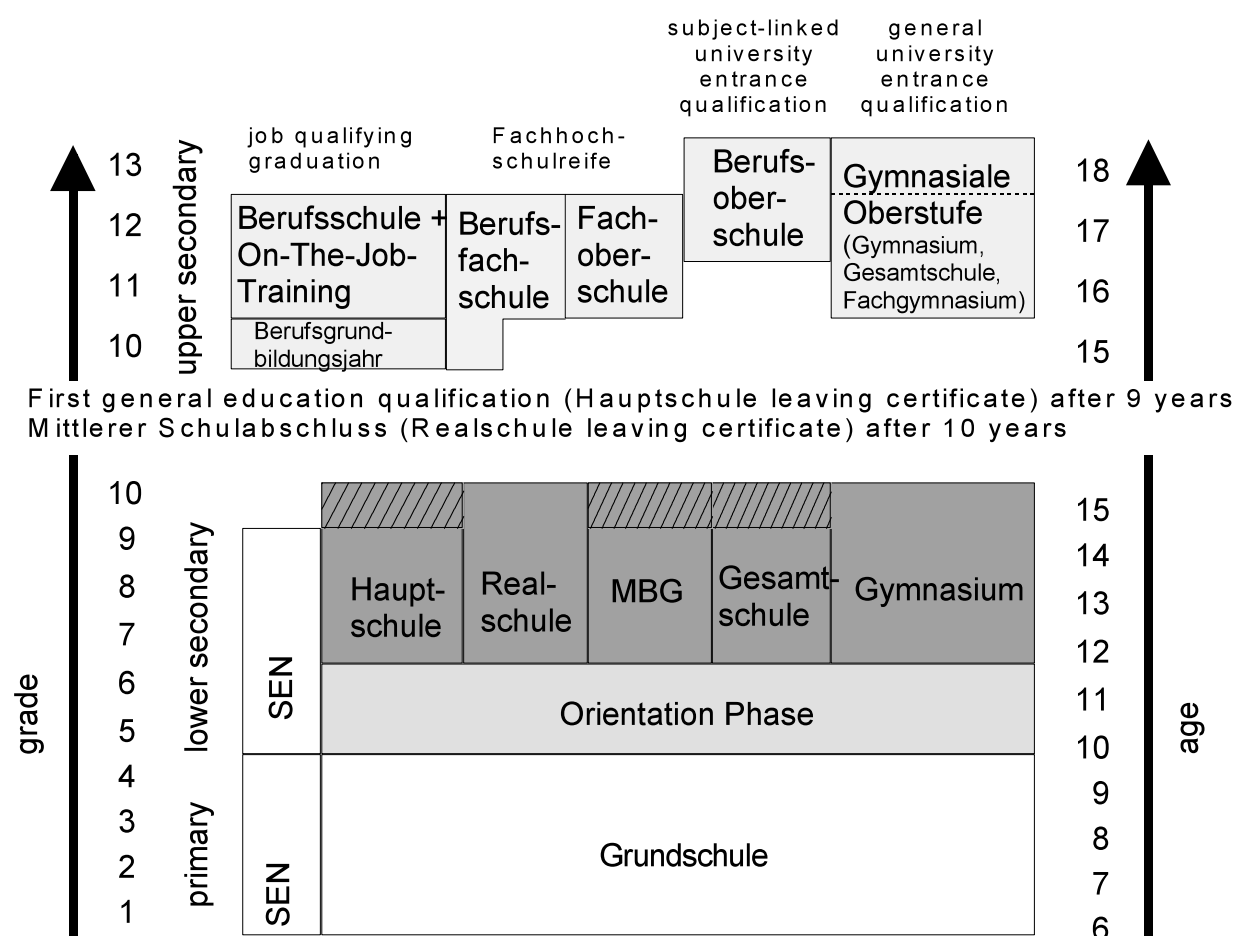 subject-linked
university
entrance
qualification
general
university
entrance
qualification
job qualifying
graduation
Fachhoch-
schulreife
13
12
11
10
upper secondary
Berufsschule +
On-The-Job-
Training
Berufsgrund-
bildungsjahr
Berufs-
fach-
schule
Fach-
ober-
schule
Berufs-
ober-
schule
Gymnasiale
Oberstufe
(Gymnasium,
Gesamtschule,
Fachgymnasium)
18
17
16
15
First general education qualification (Hauptschule leaving certificate) after 9 years
Mittlerer Schulabschluss (Realschule leaving certificate) after 10 years
grade
10
9
8
7
6
5
4
3
2
1
lower secondary
primary
SEN
SEN
Haupt-
schule
Real-
schule
MBG
Gesamt-
schule
Gymnasium
Orientation Phase
Grundschule
15
14
13
12
11
10
9
8
7
6
age